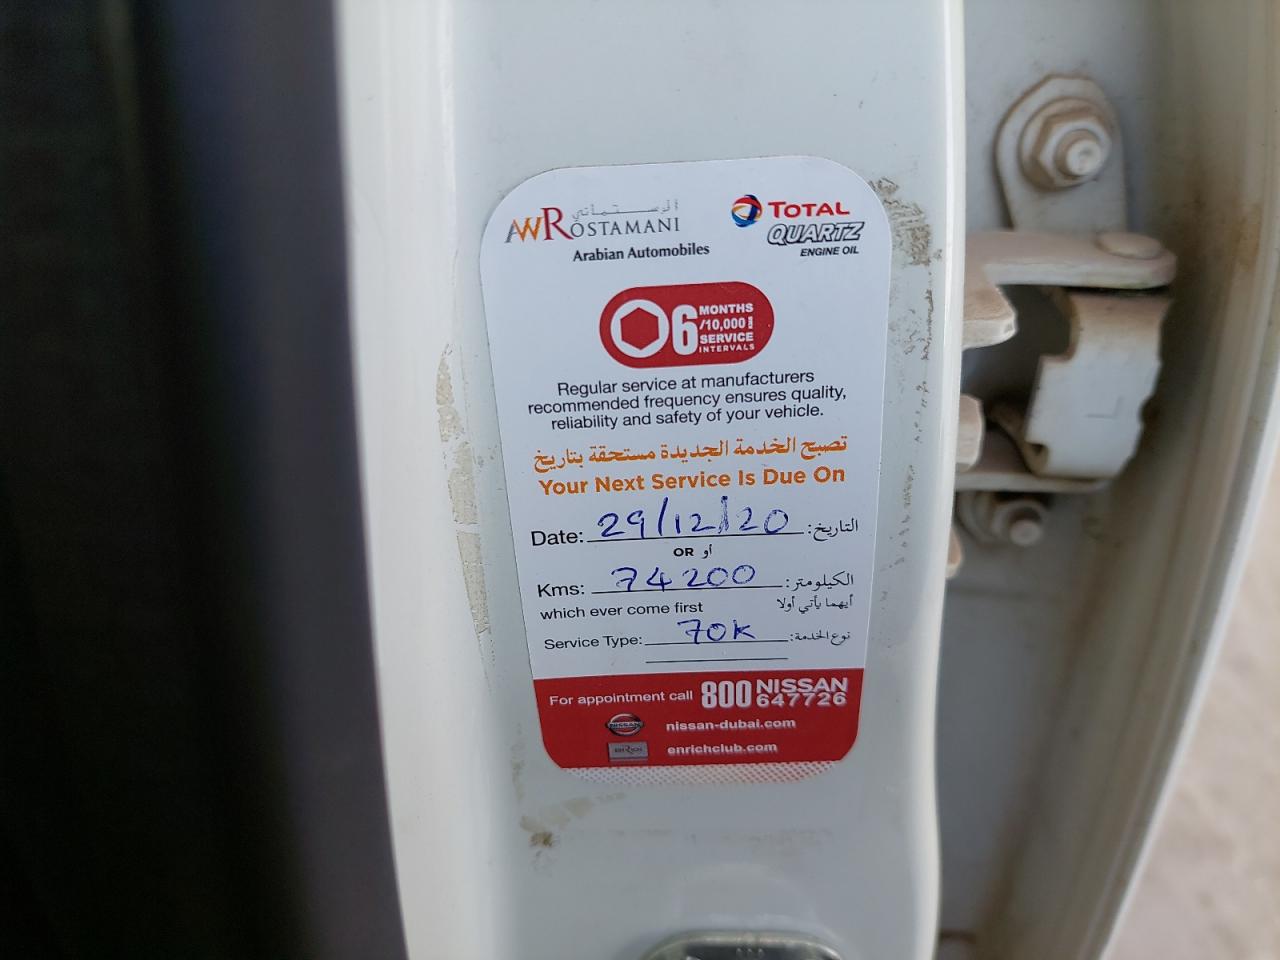 الرستماني
AWROSTAMANI
Arabian Automobiles
TOTAL
QUARTZ
ENGINE OIL
6 MONTHS
/10,000
SERVICE
INTERVALS
Regular service at manufacturers
recommended frequency ensures quality,
reliability and safety of your vehicle.
تصبح الخدمة الجديدة مستحقة بتاريخ
Your Next Service Is Due On
Date: 29/12/20 التاريخ:
OR أو
Kms: 74200 الكيلومتر:
which ever come first أيهما يأتي أولا
Service Type: 70K نوع الخدمة:
For appointment call 800 NISSAN
647726
NISSAN
nissan-dubai.com
enrichclub.com